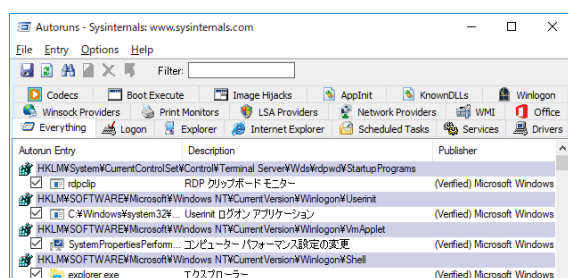 Autoruns - Sysinternals: www.sysinternals.com
File Entry Options Help
Filter:
Codecs Boot Execute Image Hijacks AppInit KnownDLLs Winlogon
Winsock Providers Print Monitors LSA Providers Network Providers WMI Office
Everything Logon Explorer Internet Explorer Scheduled Tasks Services Drivers
Autorun Entry Description Publisher
HKLM¥System¥CurrentControlSet¥Control¥Terminal Server¥Wds¥rdpwd¥StartupPrograms
rdpclip RDP クリップボード モニター (Verified) Microsoft Windows
HKLM¥SOFTWARE¥Microsoft¥Windows NT¥CurrentVersion¥Winlogon¥Userinit
C:¥Windows¥system32¥... Userinit ログオン アプリケーション (Verified) Microsoft Windows
HKLM¥SOFTWARE¥Microsoft¥Windows NT¥CurrentVersion¥Winlogon¥VmApplet
SystemPropertiesPerform... コンピューター パフォーマンス設定の変更 (Verified) Microsoft Windows
HKLM¥SOFTWARE¥Microsoft¥Windows NT¥CurrentVersion¥Winlogon¥Shell
explorer.exe エクスプローラー (Verified) Microsoft Windows